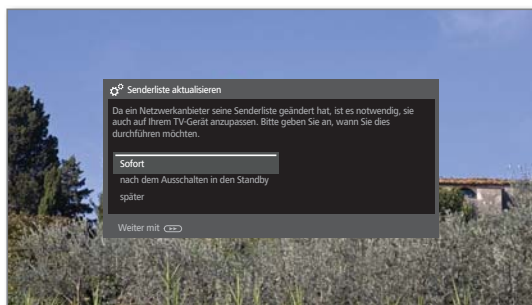 Senderliste aktualisieren
Da ein Netzwerkanbieter seine Senderliste geändert hat, ist es notwendig, sie
auch auf Ihrem TV-Gerät anzupassen. Bitte geben Sie an, wann Sie dies
durchführen möchten.
Sofort
nach dem Ausschalten in den Standby
später
Weiter mit